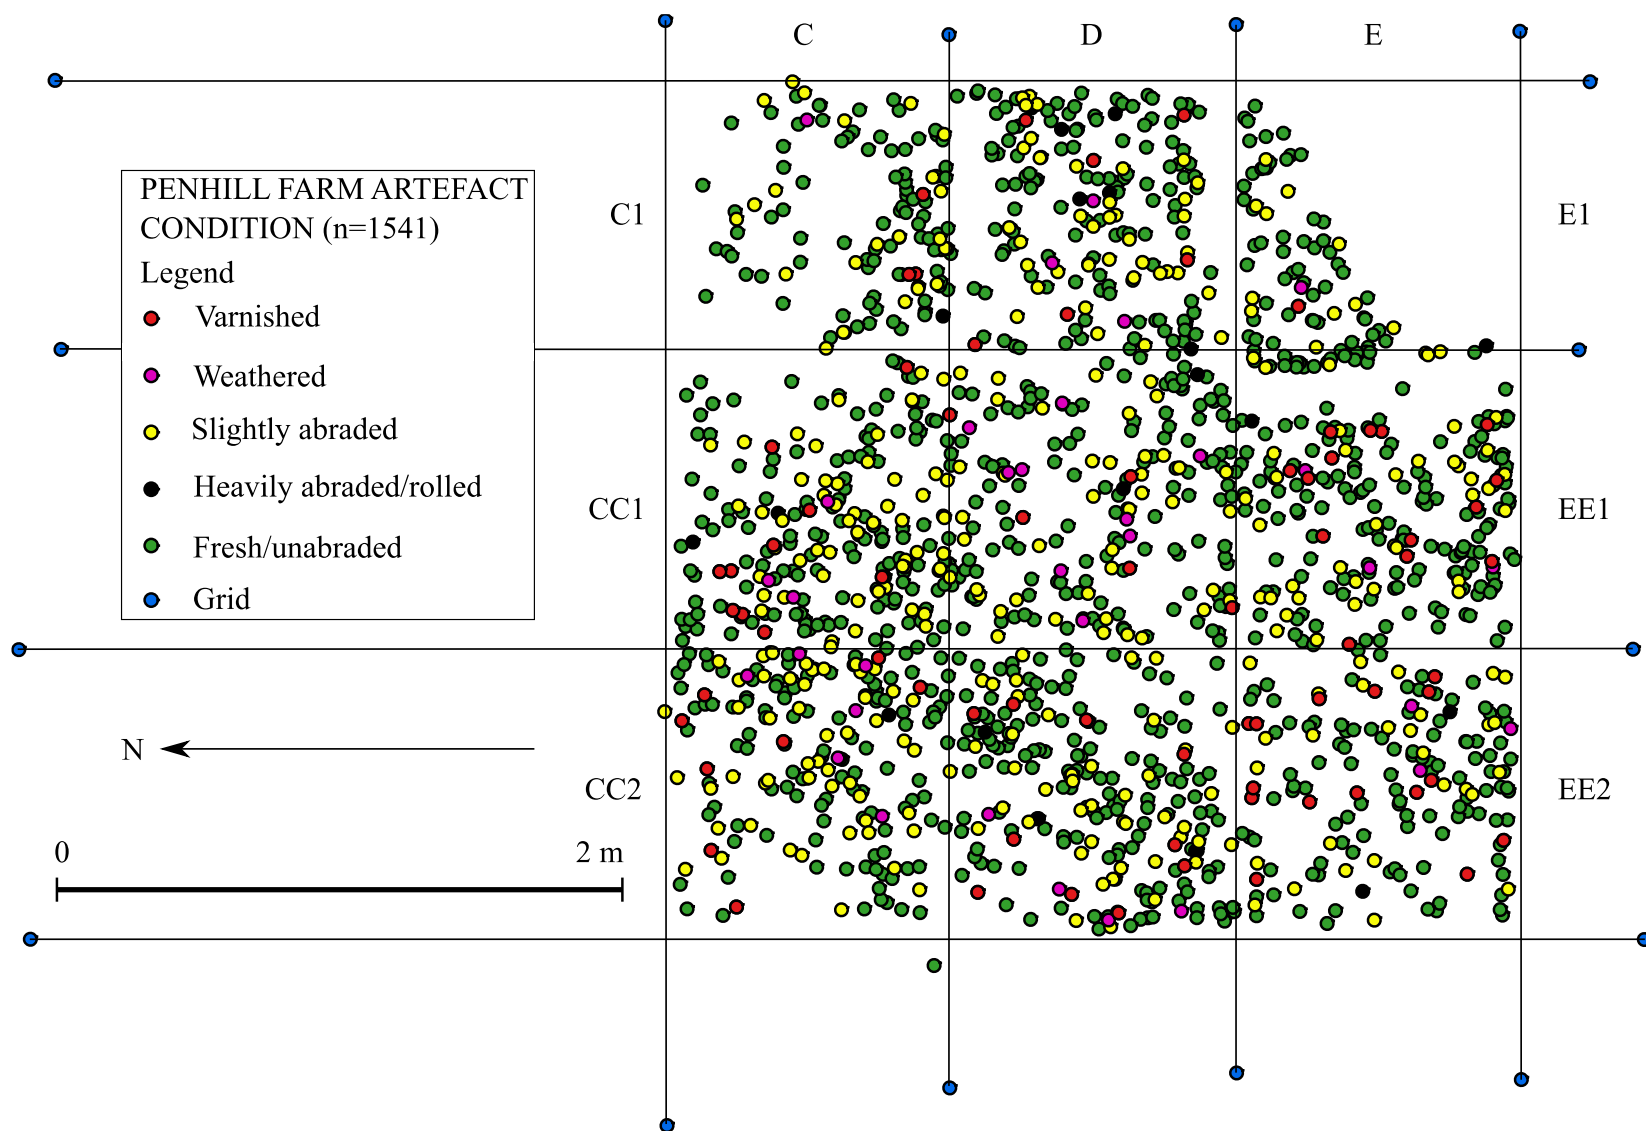 C D E
PENHILL FARM ARTEFACT
CONDITION (n=1541)
Legend
Varnished
Weathered
Slightly abraded
Heavily abraded/rolled
Fresh/unabraded
Grid
C1 E1
CC1 EE1
N
CC2 EE2
0 2 m